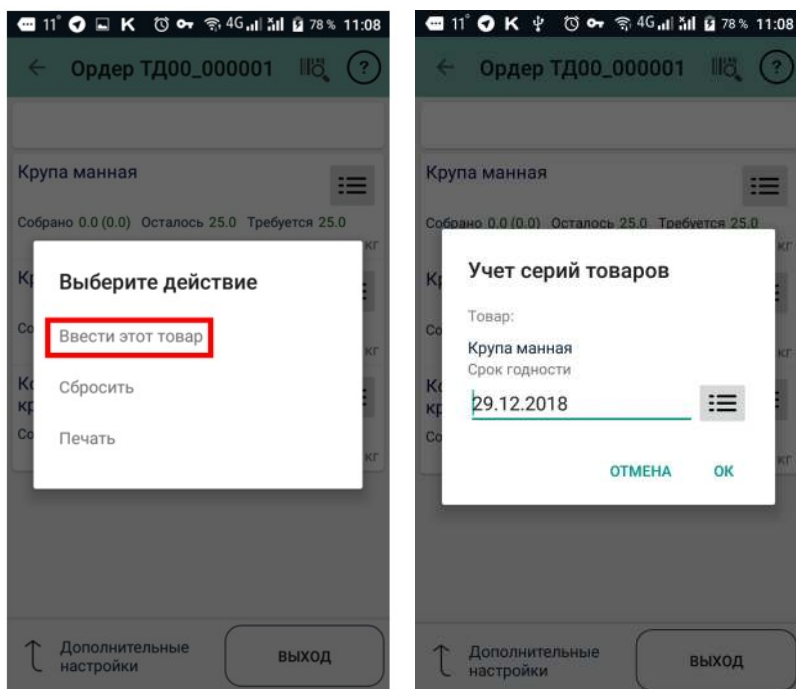 11° K 4G 78 % 11:08
Ордер ТД00_000001 ?
Крупа манная
Собрано 0.0 (0.0) Осталось 25.0 Требуется 25.0
кг
Выберите действие
Ввести этот товар
кг
Сбросить
Печать
кг
Дополнительные
настройки
ВЫХОД
11° K 4G 78 % 11:08
Ордер ТД00_000001 ?
Крупа манная
Собрано 0.0 (0.0) Осталось 25.0 Требуется 25.0
кг
Учет серий товаров
Товар:
Крупа манная
Срок годности
29.12.2018
кг
ОТМЕНА ОК
кг
Дополнительные
настройки
ВЫХОД